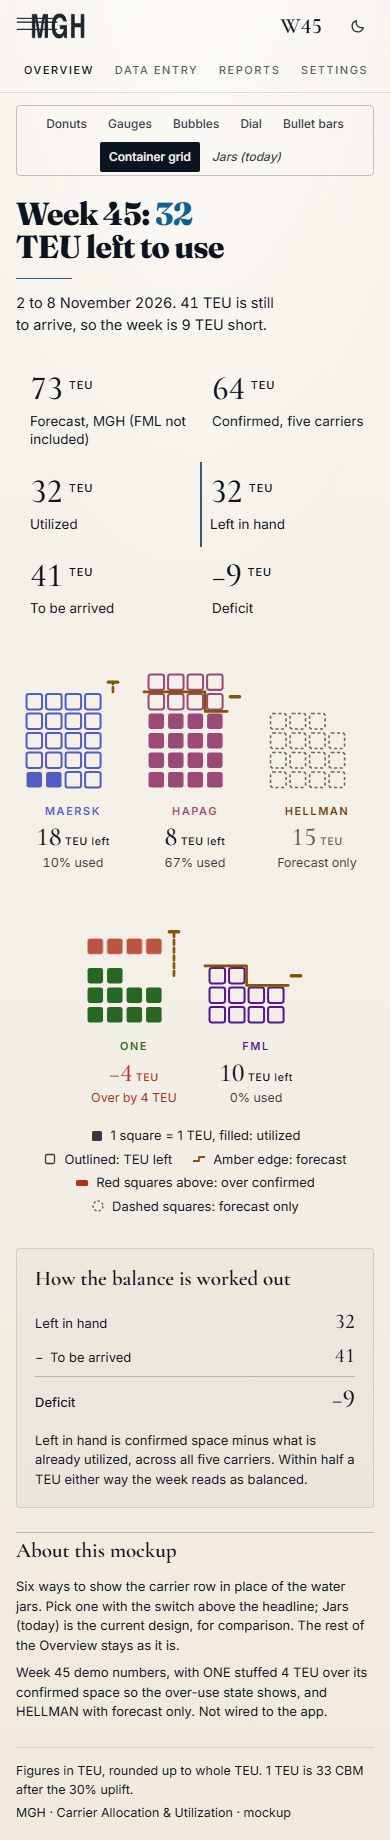 MGH W45
OVERVIEW DATA ENTRY REPORTS SETTINGS
Donuts Gauges Bubbles Dial Bullet bars
Container grid Jars (today)
Week 45: 32
TEU left to use
2 to 8 November 2026. 41 TEU is still
to arrive, so the week is 9 TEU short.
73 TEU 64 TEU
Forecast, MGH (FML not Confirmed, five carriers
included)
32 TEU 32 TEU
Utilized Left in hand
41 TEU –9 TEU
To be arrived Deficit
MAERSK HAPAG HELLMAN
18 TEU left 8 TEU left 15 TEU
10% used 67% used Forecast only
ONE FML
–4 TEU 10 TEU left
Over by 4 TEU 0% used
1 square = 1 TEU, filled: utilized
Outlined: TEU left Amber edge: forecast
Red squares above: over confirmed
Dashed squares: forecast only
How the balance is worked out
Left in hand 32
– To be arrived 41
Deficit –9
Left in hand is confirmed space minus what is
already utilized, across all five carriers. Within half a
TEU either way the week reads as balanced.
About this mockup
Six ways to show the carrier row in place of the water
jars. Pick one with the switch above the headline; Jars
(today) is the current design, for comparison. The rest of
the Overview stays as it is.
Week 45 demo numbers, with ONE stuffed 4 TEU over its
confirmed space so the over-use state shows, and
HELLMAN with forecast only. Not wired to the app.
Figures in TEU, rounded up to whole TEU. 1 TEU is 33 CBM
after the 30% uplift.
MGH · Carrier Allocation & Utilization · mockup